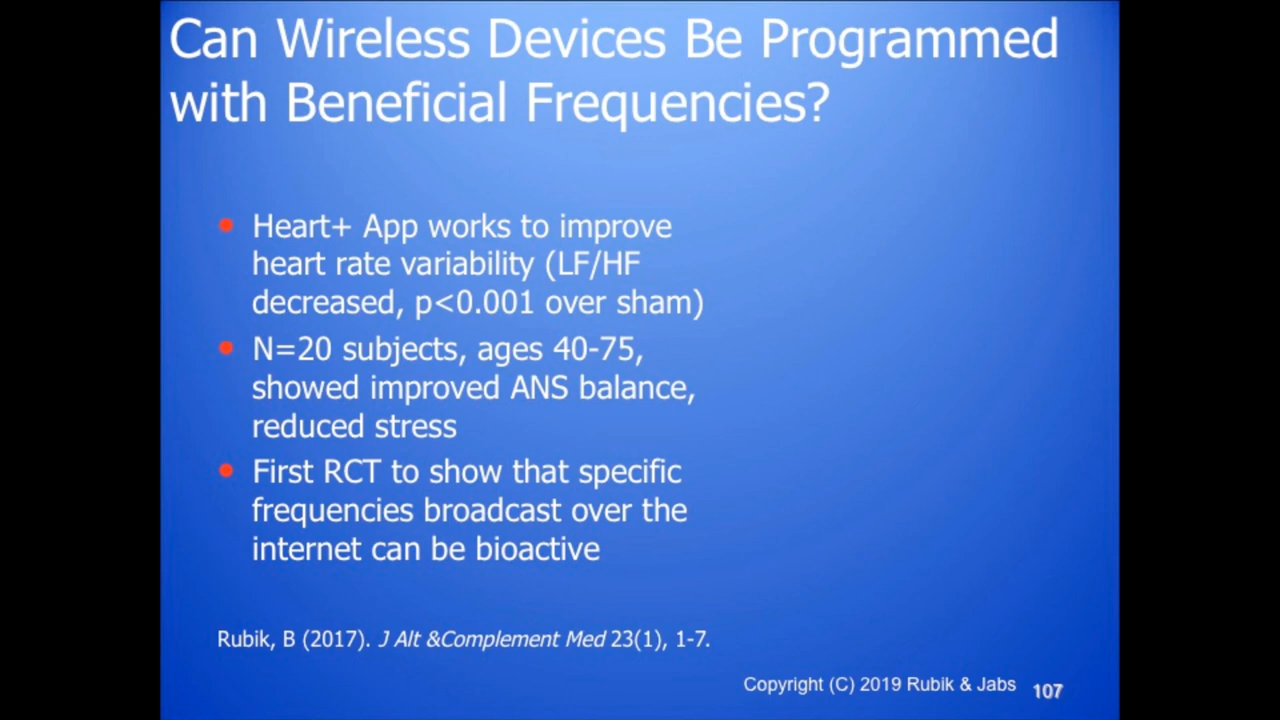 Can Wireless Devices Be Programmed
with Beneficial Frequencies?
Heart+ App works to improve
heart rate variability (LF/HF
decreased, p<0.001 over sham)
N=20 subjects, ages 40-75,
showed improved ANS balance,
reduced stress
First RCT to show that specific
frequencies broadcast over the
internet can be bioactive
Rubik, B (2017). J Alt &Complement Med 23(1), 1-7.
Copyright (C) 2019 Rubik & Jabs 107